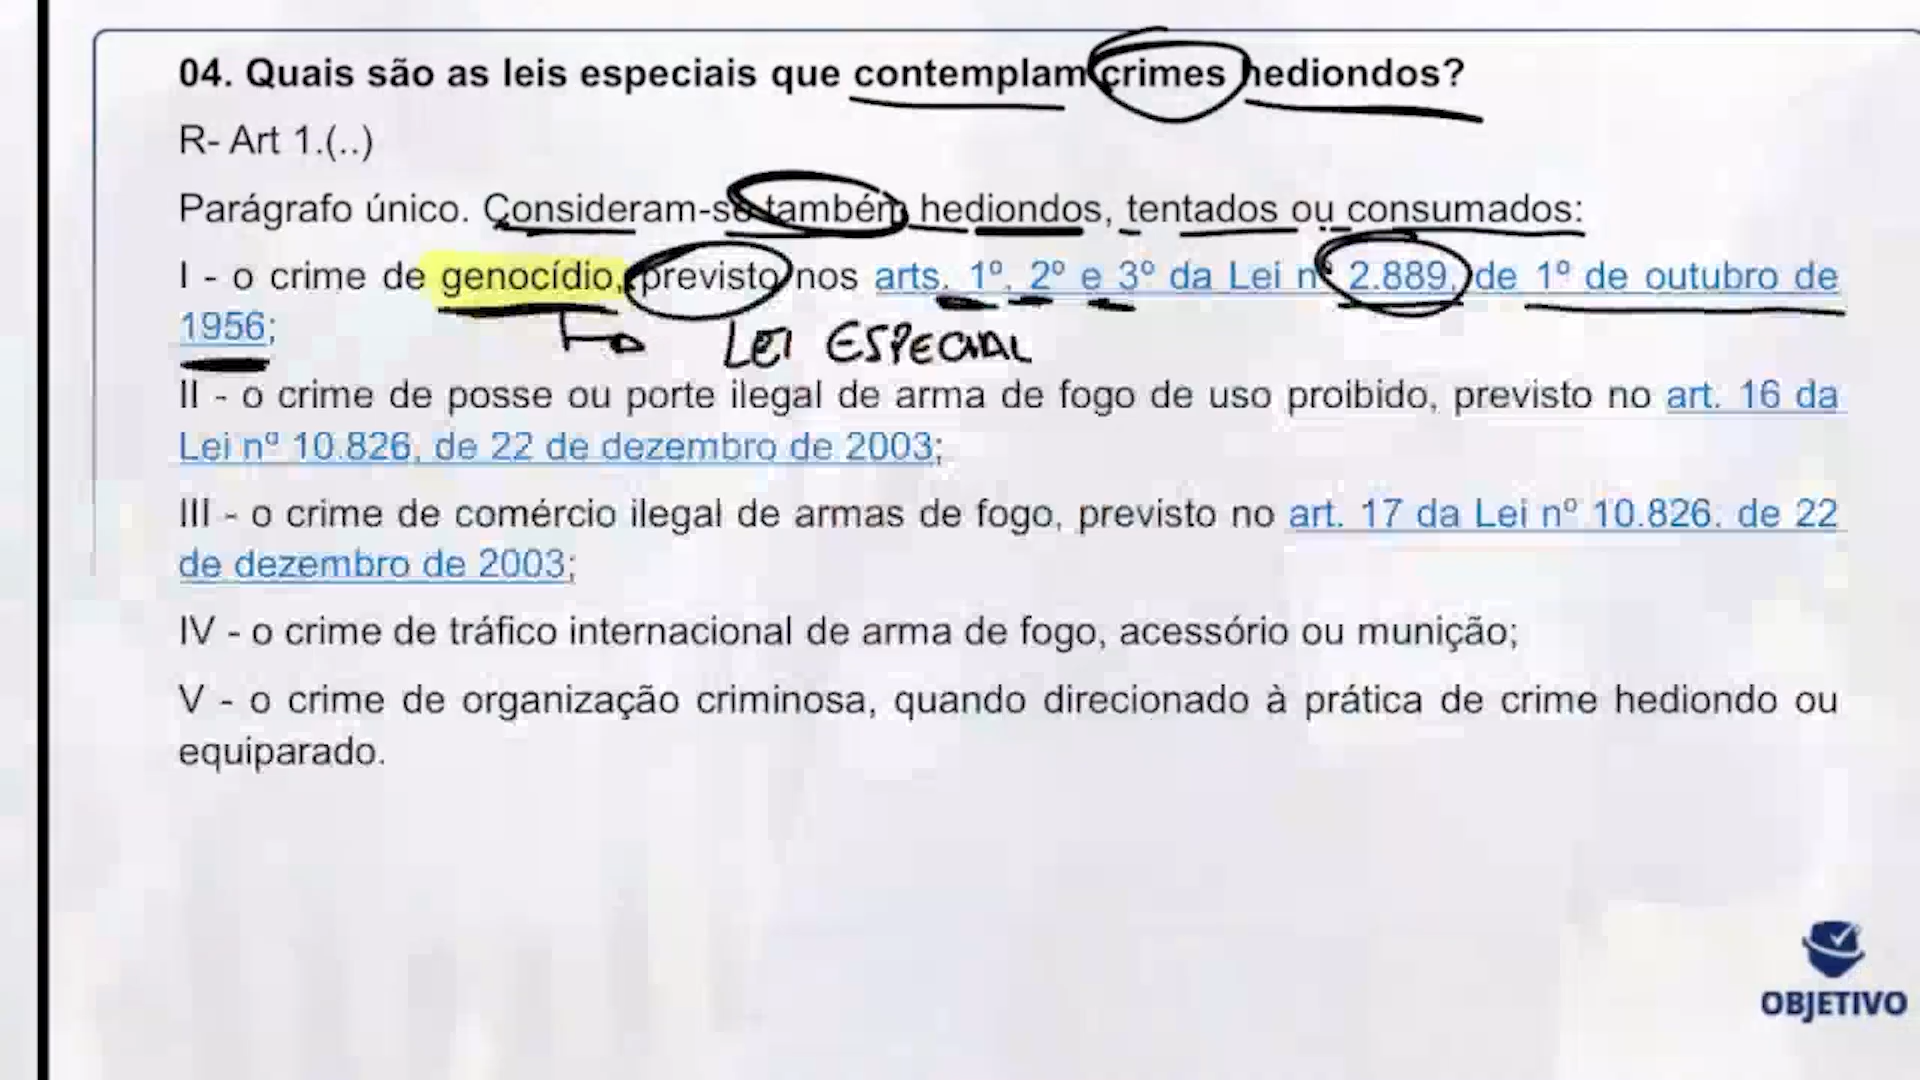 04. Quais são as leis especiais que contemplam crimes hediondos?
R- Art 1.(..)
Parágrafo único. Consideram-se também hediondos, tentados ou consumados:
I - o crime de genocídio, previsto nos arts. 1º, 2º e 3º da Lei nº 2.889, de 1º de outubro de
1956;
LEI ESPECIAL
II - o crime de posse ou porte ilegal de arma de fogo de uso proibido, previsto no art. 16 da
Lei nº 10.826, de 22 de dezembro de 2003;
III - o crime de comércio ilegal de armas de fogo, previsto no art. 17 da Lei nº 10.826, de 22
de dezembro de 2003;
IV - o crime de tráfico internacional de arma de fogo, acessório ou munição;
V - o crime de organização criminosa, quando direcionado à prática de crime hediondo ou
equiparado.
OBJETIVO